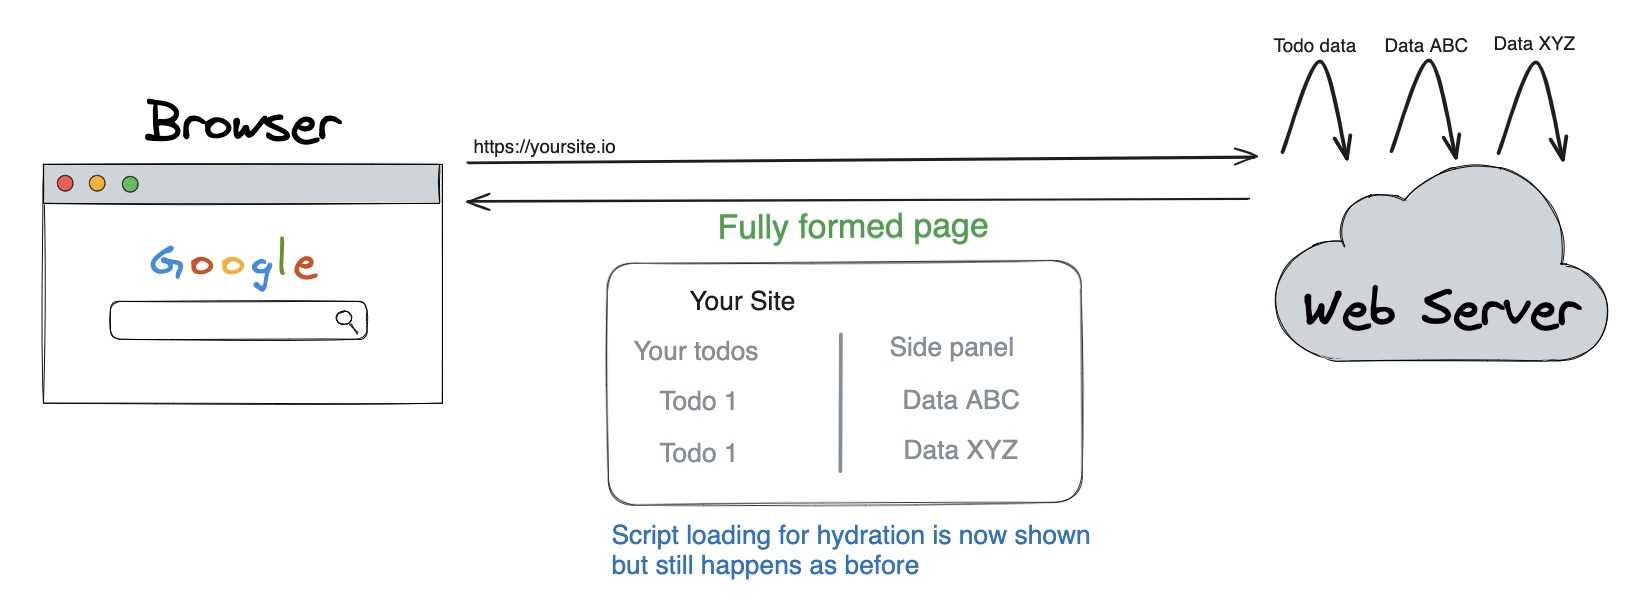 Todo data
Data ABC
Data XYZ
Browser
https://yoursite.io
Fully formed page
Google
Your Site
Your todos
Side panel
Todo 1
Data ABC
Todo 1
Data XYZ
Web Server
Script loading for hydration is now shown
but still happens as before